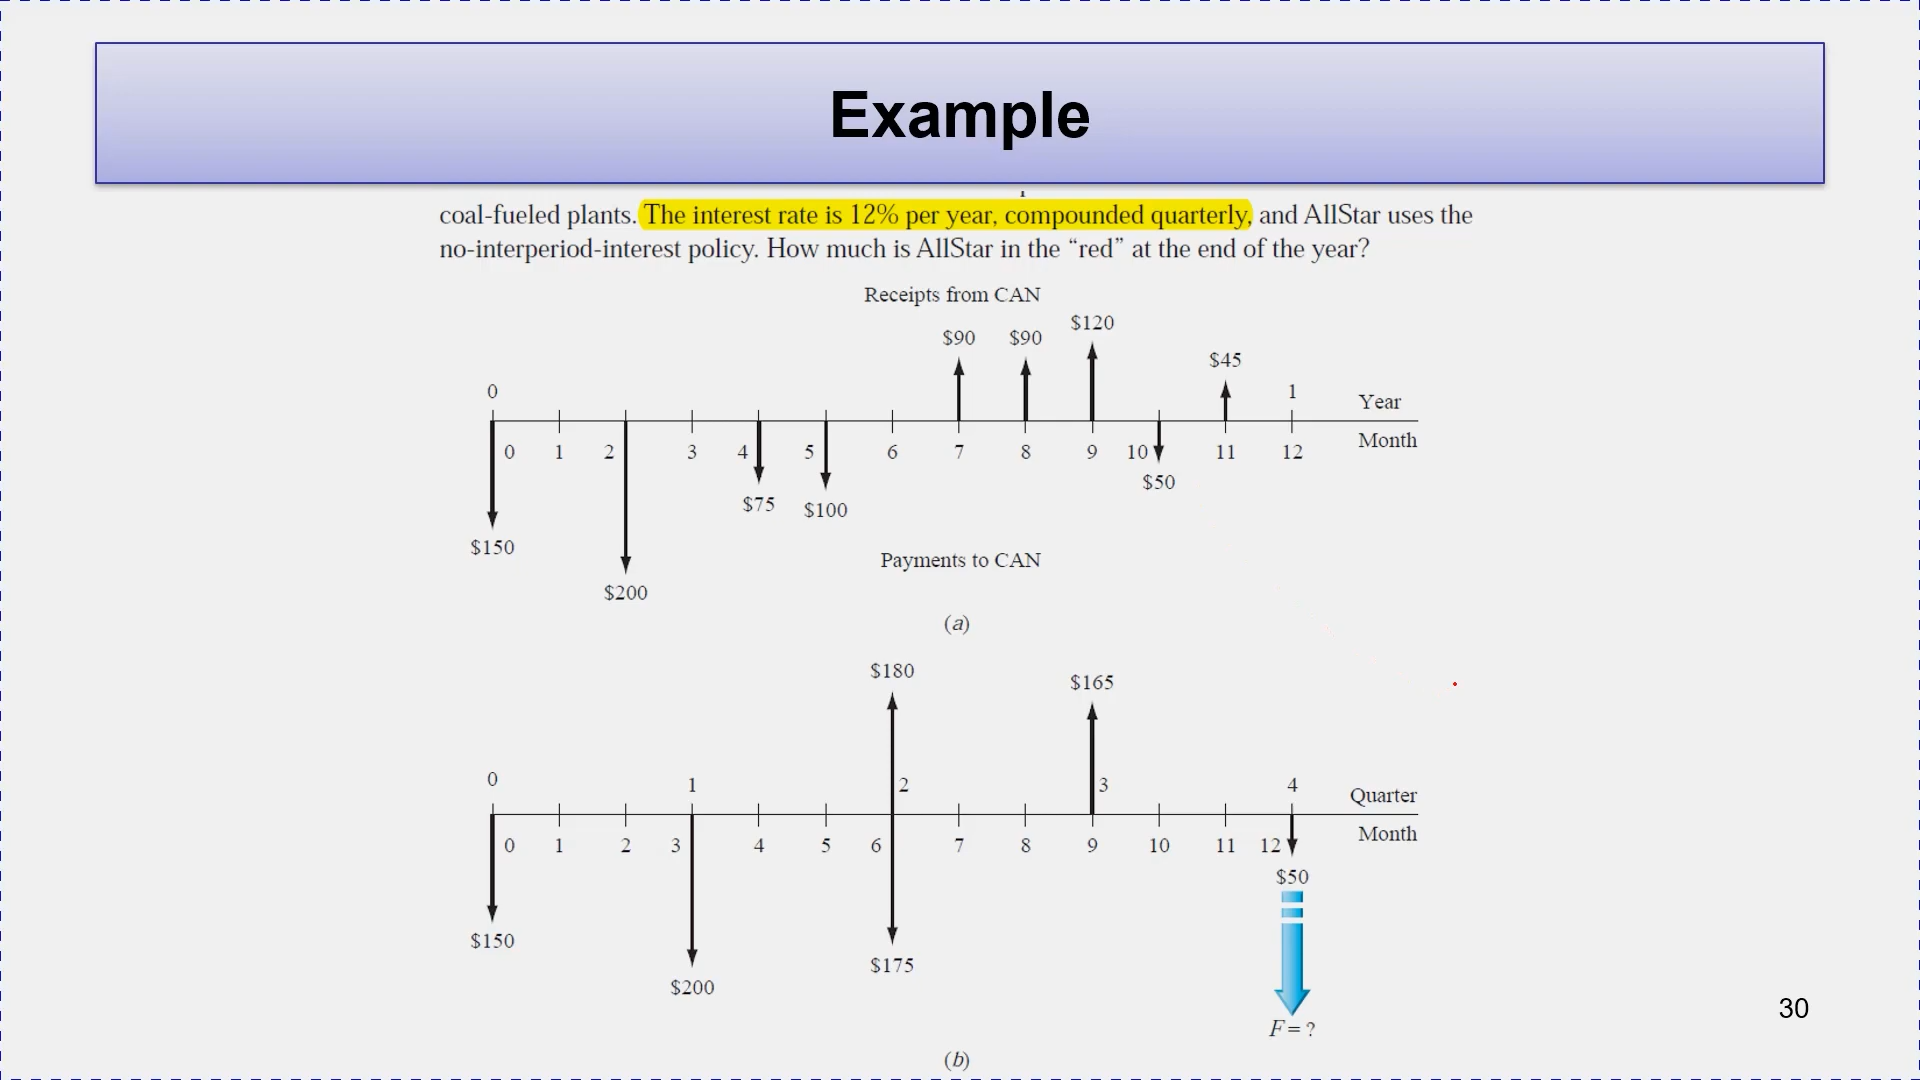 Example
coal-fueled plants. The interest rate is 12% per year, compounded quarterly, and AllStar uses the
no-interperiod-interest policy. How much is AllStar in the “red” at the end of the year?
Receipts from CAN
$120
$90 $90
$45
0 1 Year
0 1 2 3 4 5 6 7 8 9 10 11 12 Month
$50
$75 $100
$150
Payments to CAN
$200
(a)
$180 $165
0 1 2 3 4 Quarter
0 1 2 3 4 5 6 7 8 9 10 11 12 Month
$50
$150
$175
$200
30
F = ?
(b)